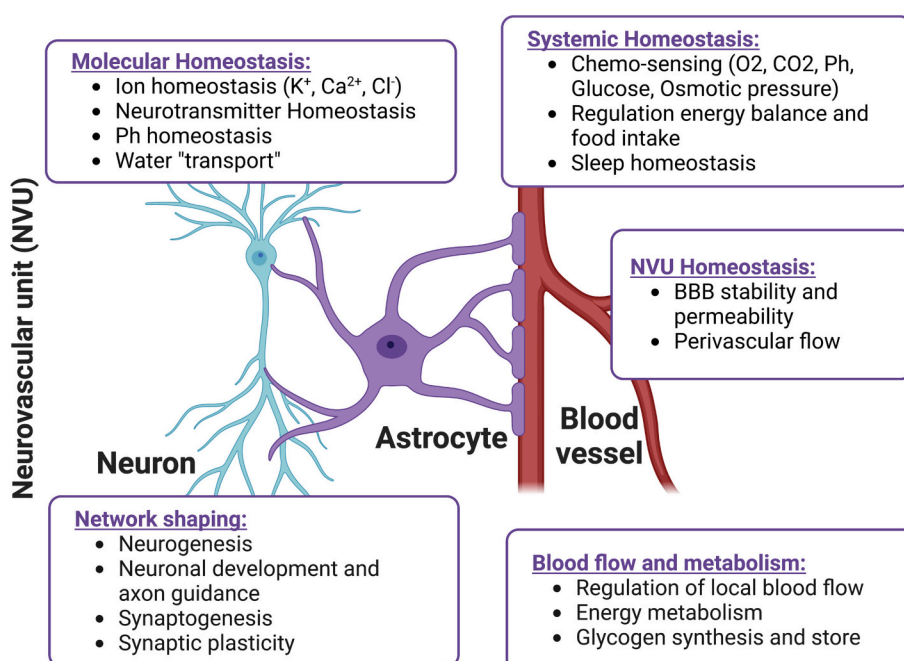 Neurovascular unit (NVU)
Molecular Homeostasis:
• Ion homeostasis (K⁺, Ca²⁺, Cl⁻)
• Neurotransmitter Homeostasis
• Ph homeostasis
• Water "transport"
Systemic Homeostasis:
• Chemo-sensing (O2, CO2, Ph,
Glucose, Osmotic pressure)
• Regulation energy balance and
food intake
• Sleep homeostasis
NVU Homeostasis:
• BBB stability and
permeability
• Perivascular flow
Neuron
Astrocyte
Blood
vessel
Network shaping:
• Neurogenesis
• Neuronal development and
axon guidance
• Synaptogenesis
• Synaptic plasticity
Blood flow and metabolism:
• Regulation of local blood flow
• Energy metabolism
• Glycogen synthesis and store